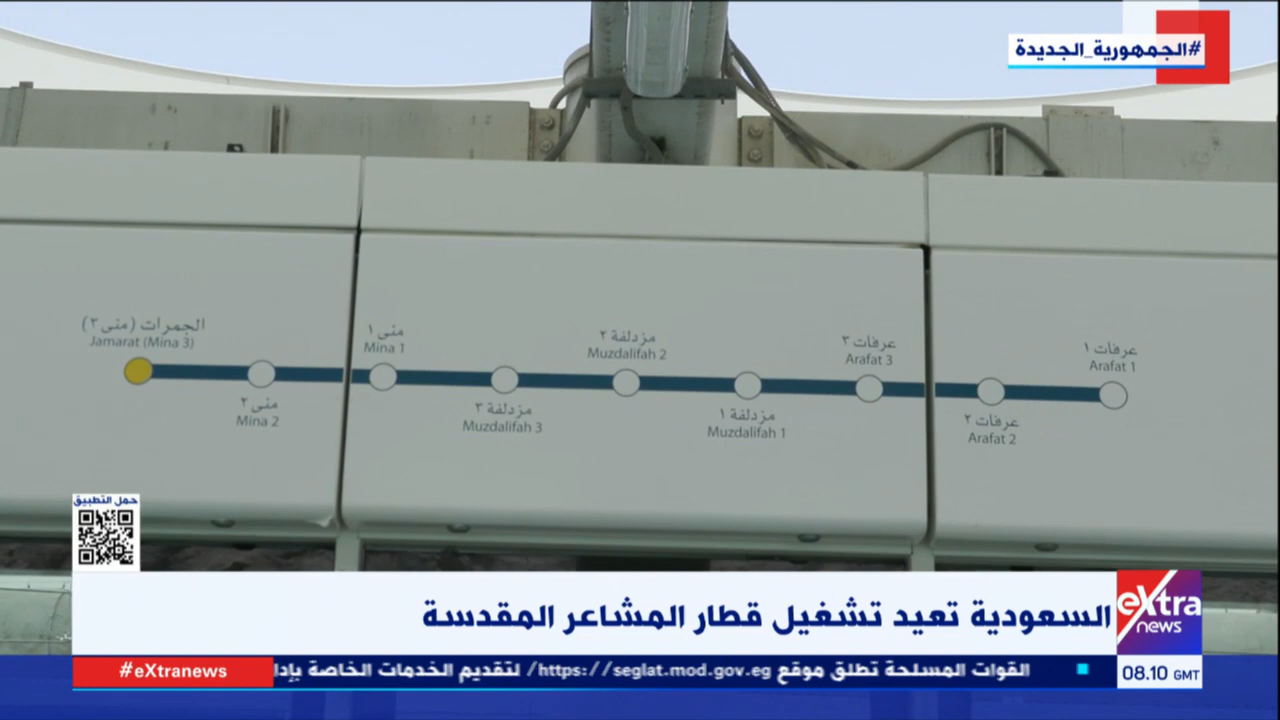 #الجمهورية_الجديدة
الجمرات (منى ٣)
Jamarat (Mina 3)
منى ٢
Mina 2
منى ١
Mina 1
مزدلفة ٣
Muzdalifah 3
مزدلفة ٢
Muzdalifah 2
مزدلفة ١
Muzdalifah 1
عرفات ٣
Arafat 3
عرفات ٢
Arafat 2
عرفات ١
Arafat 1
حمل التطبيق
السعودية تعيد تشغيل قطار المشاعر المقدسة
eXtra
news
#eXtranews
القوات المسلحة تطلق موقع https://seglat.mod.gov.eg/ لتقديم الخدمات الخاصة بإدا
08.10 GMT